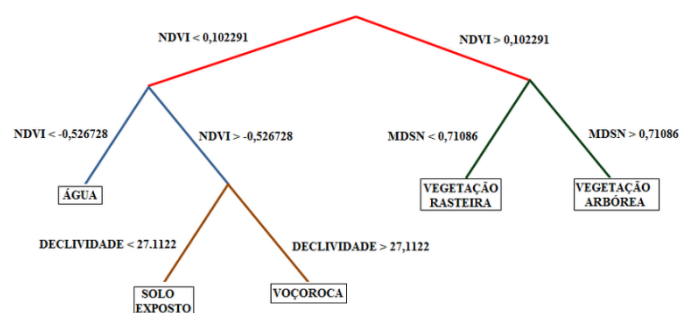 NDVI < 0,102291
NDVI > 0,102291
NDVI < -0,526728
NDVI > -0,526728
MDSN < 0,71086
MDSN > 0,71086
ÁGUA
VEGETAÇÃO
RASTEIRA
VEGETAÇÃO
ARBÓREA
DECLIVIDADE < 27.1122
DECLIVIDADE > 27,1122
SOLO
EXPOSTO
VOÇOROCA